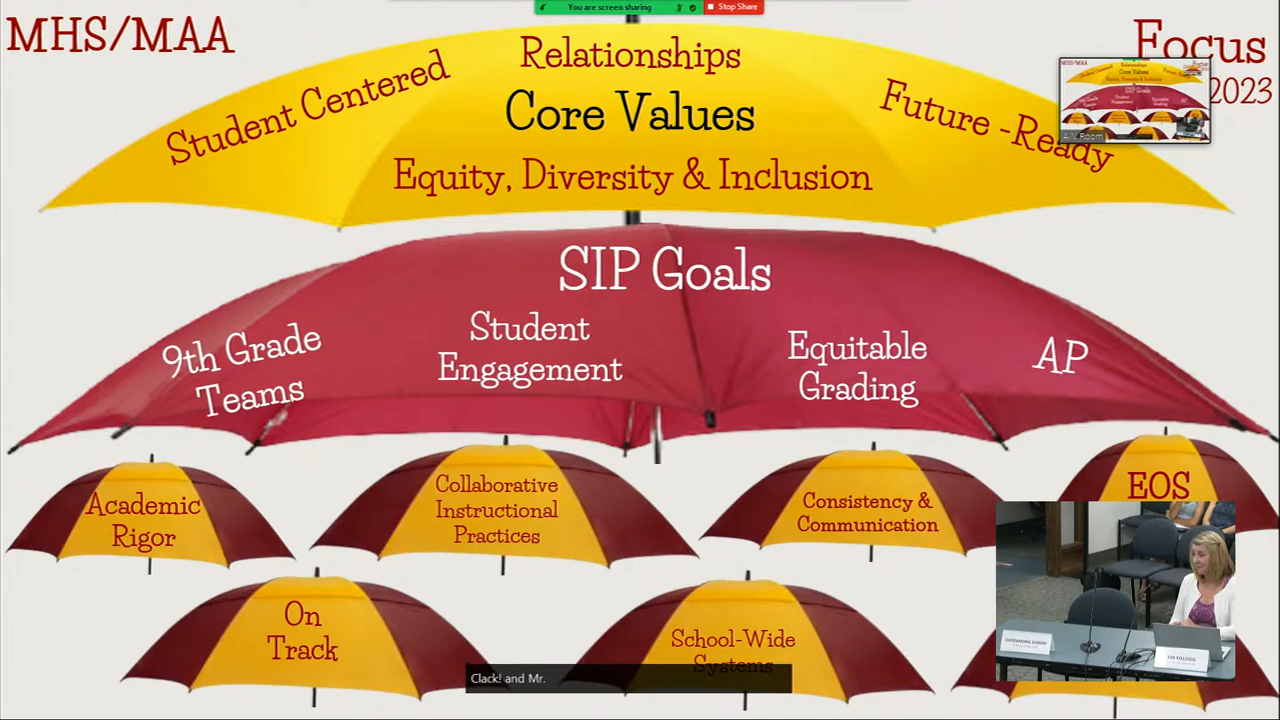 You are screen sharing
Stop Share
MHS/MAA
Focus
2023
Student Centered
Relationships
Core Values
Future -Ready
Equity, Diversity & Inclusion
A/V Room
SIP Goals
9th Grade
Teams
Student
Engagement
Equitable
Grading
AP
Academic
Rigor
Collaborative
Instructional
Practices
Consistency &
Communication
EOS
On
Track
School-Wide
Systems
Clack! and Mr.